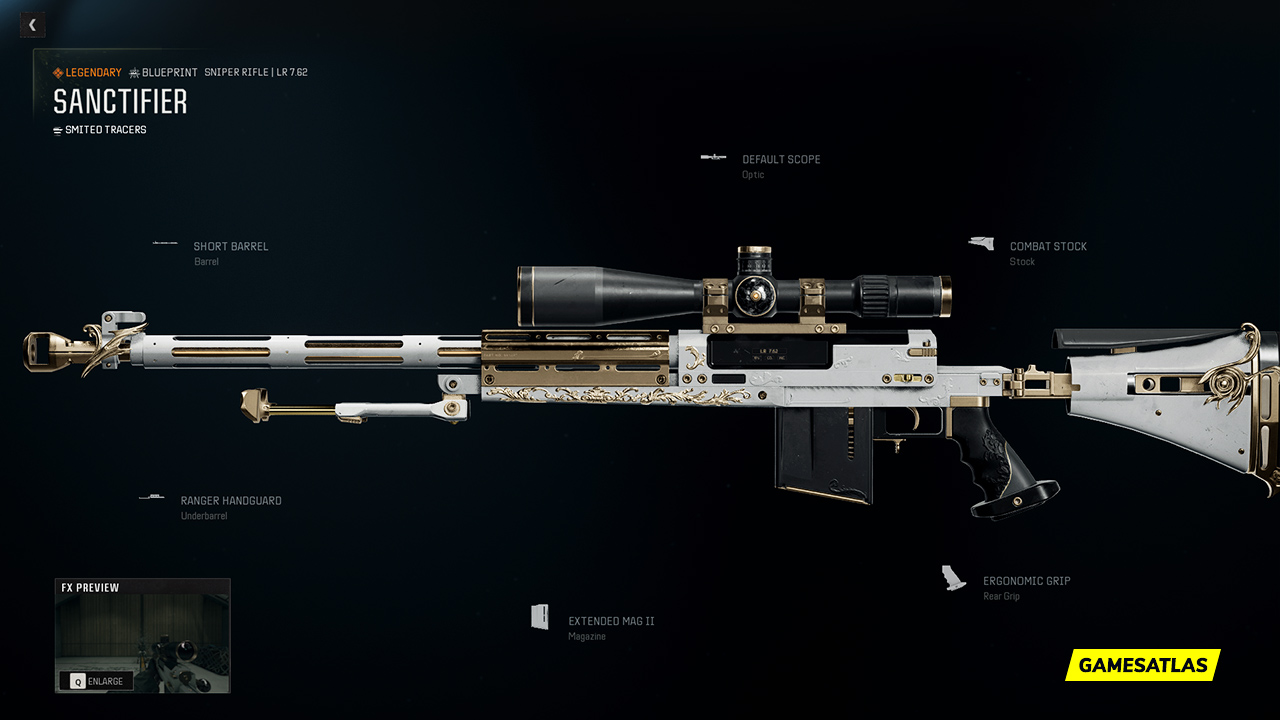 LEGENDARY BLUEPRINT SNIPER RIFLE | LR 7.62
SANCTIFIER
SMITED TRACERS
DEFAULT SCOPE
Optic
SHORT BARREL
Barrel
COMBAT STOCK
Stock
LR 7.62
RANGER HANDGUARD
Underbarrel
ERGONOMIC GRIP
Rear Grip
FX PREVIEW
Q ENLARGE
EXTENDED MAG II
Magazine
GAMESATLAS